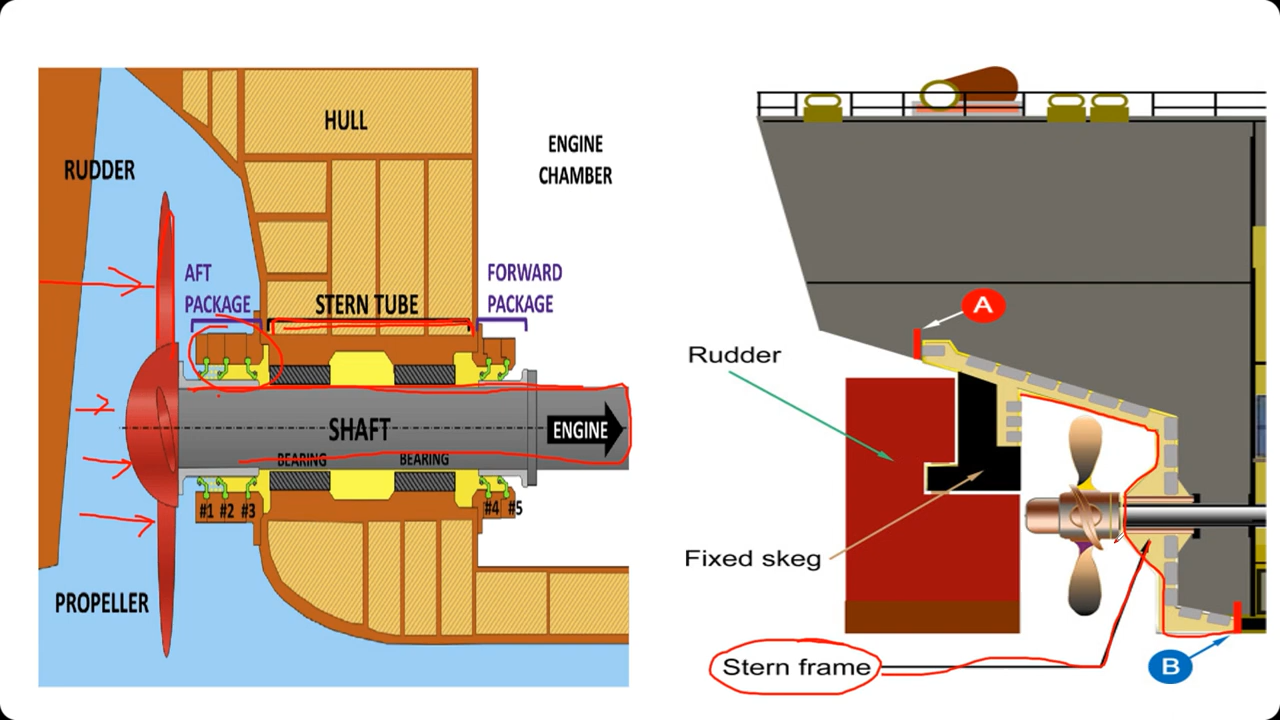 HULL
ENGINE
CHAMBER
RUDDER
AFT
PACKAGE
STERN TUBE
FORWARD
PACKAGE
SHAFT
ENGINE
BEARING
BEARING
#1 #2 #3
#4 #5
PROPELLER
A
Rudder
Fixed skeg
Stern frame
B